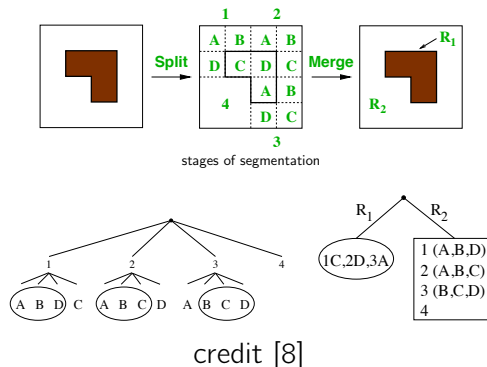 1 2
A B A B
Split D C D C Merge R1
A B
4 R2
D C
3
stages of segmentation
R1 R2
1 2 3 4
1C,2D,3A
1 (A,B,D)
2 (A,B,C)
3 (B,C,D)
4
A B D C A B C D A B C D
credit [8]